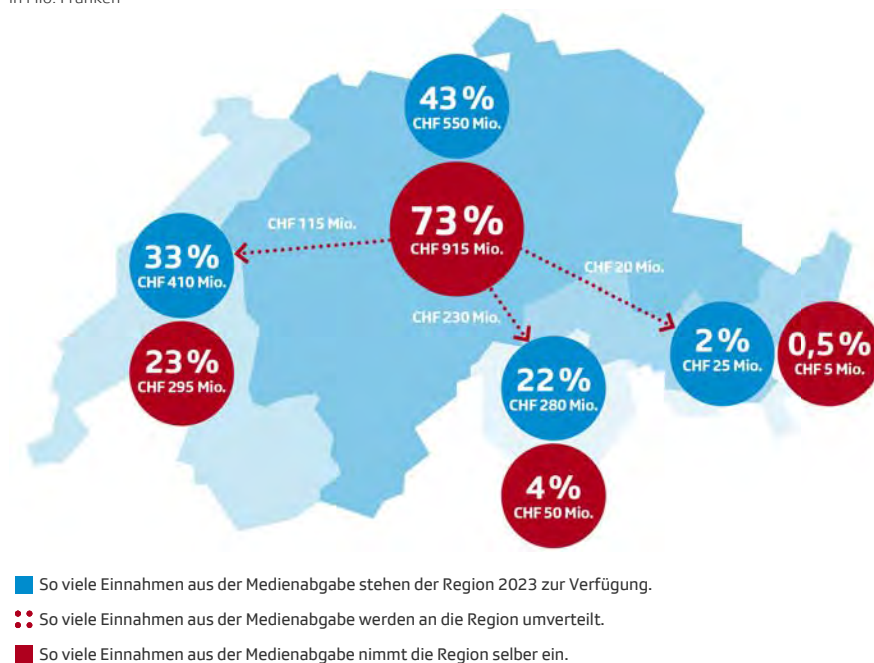 in Mio. Franken
43 %
CHF 550 Mio.
73 %
CHF 915 Mio.
CHF 115 Mio.
33 %
CHF 410 Mio.
CHF 20 Mio.
CHF 230 Mio.
23 %
CHF 295 Mio.
22 %
CHF 280 Mio.
2 %
CHF 25 Mio.
0,5 %
CHF 5 Mio.
4 %
CHF 50 Mio.
So viele Einnahmen aus der Medienabgabe stehen der Region 2023 zur Verfügung.
So viele Einnahmen aus der Medienabgabe werden an die Region umverteilt.
So viele Einnahmen aus der Medienabgabe nimmt die Region selber ein.